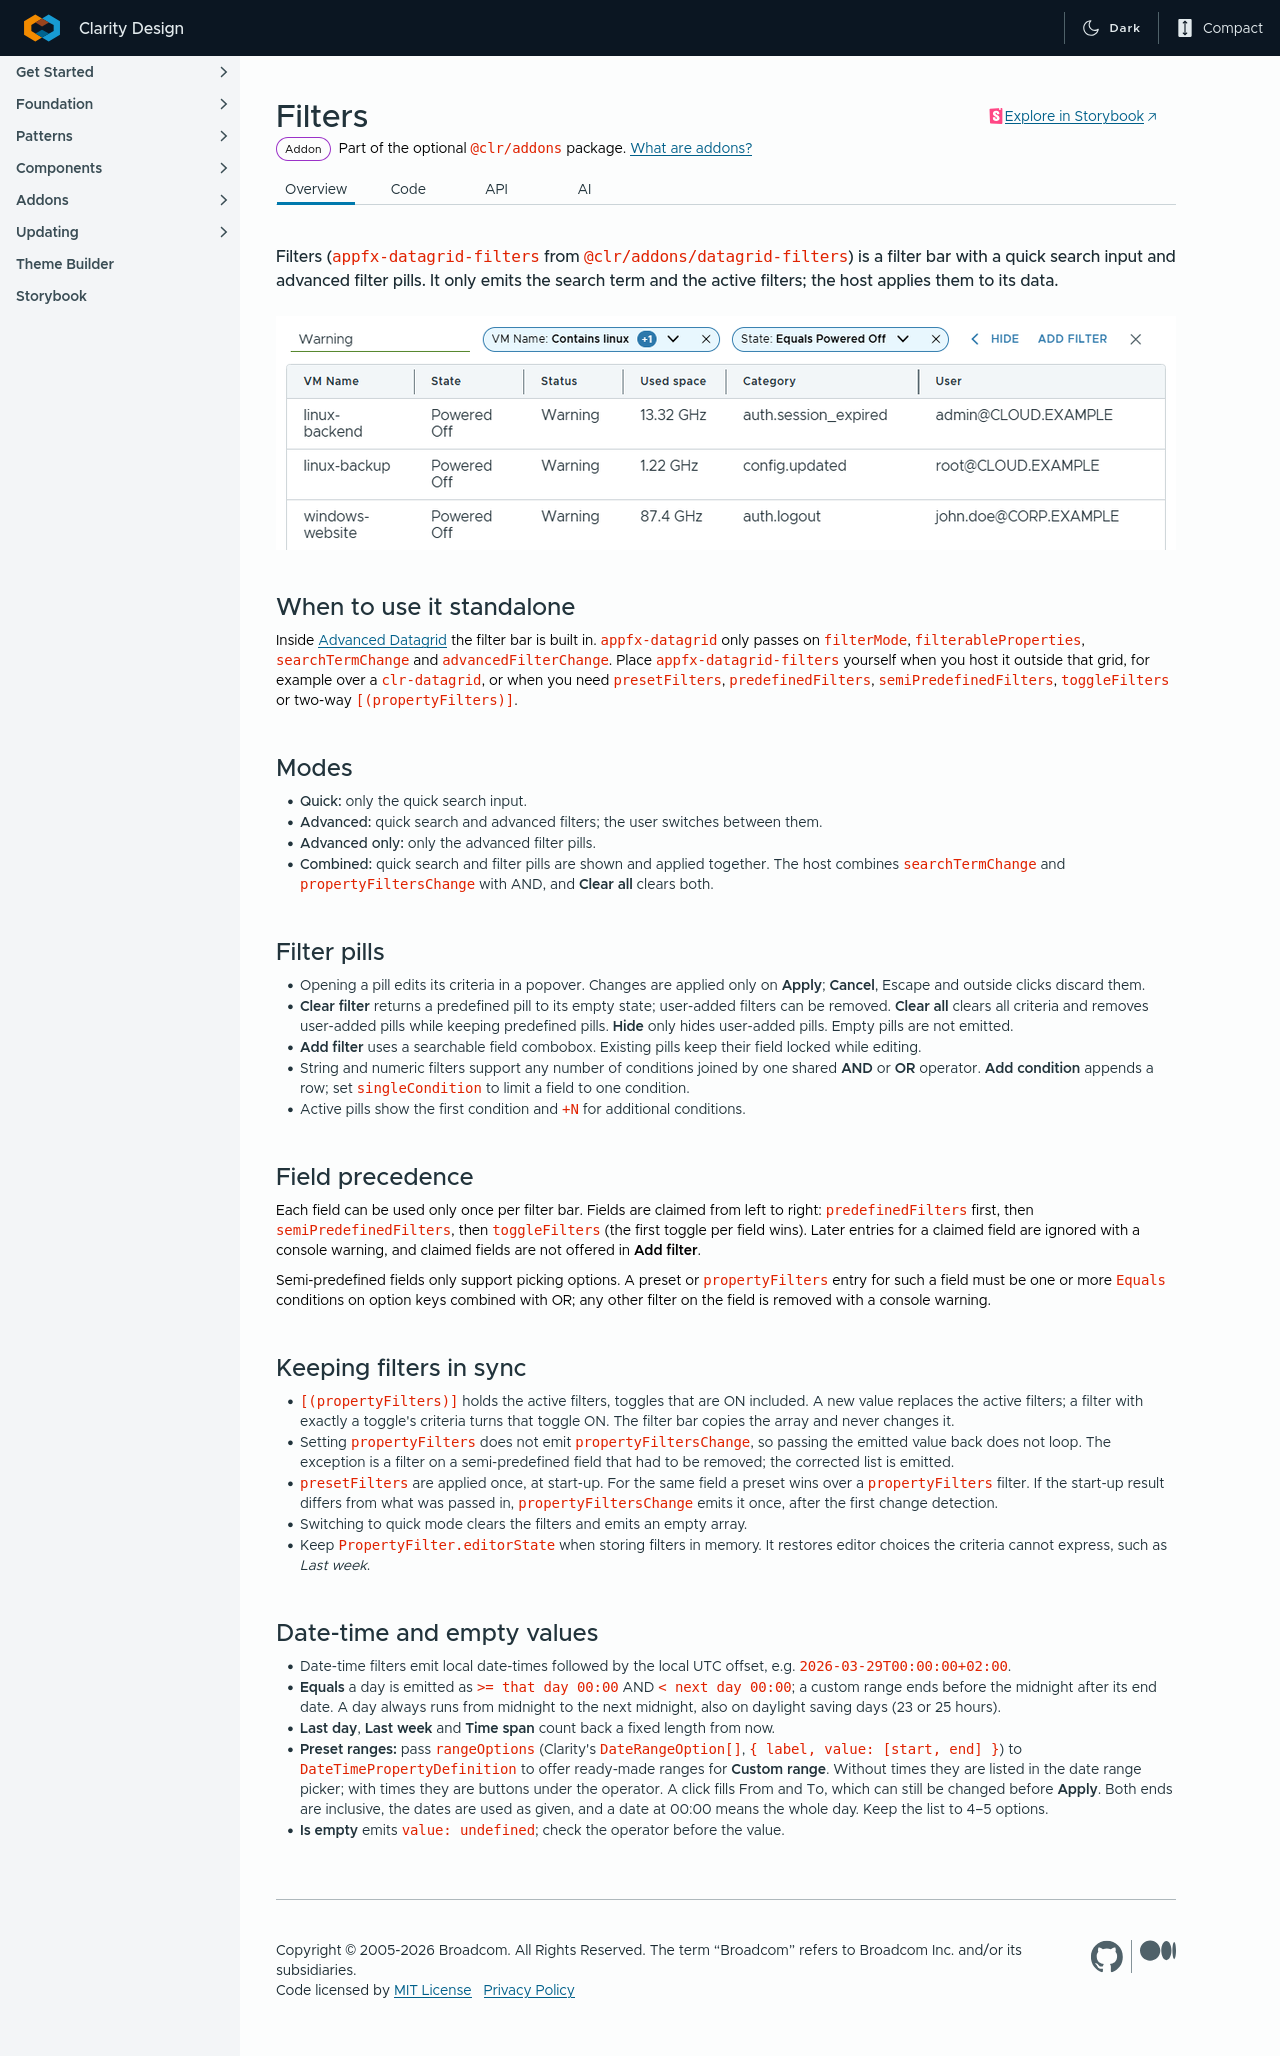 Clarity Design
Dark
Compact
Get Started
Foundation
Patterns
Components
Addons
Updating
Theme Builder
Storybook
Filters
Explore in Storybook
Addon Part of the optional @clr/addons package. What are addons?
Overview Code API AI
Filters (appfx-datagrid-filters from @clr/addons/datagrid-filters) is a filter bar with a quick search input and
advanced filter pills. It only emits the search term and the active filters; the host applies them to its data.
Warning VM Name: Contains linux +1 State: Equals Powered Off HIDE ADD FILTER
VM Name State Status Used space Category User
linux-
backend Powered
Off Warning 13.32 GHz auth.session_expired admin@CLOUD.EXAMPLE
linux-backup Powered
Off Warning 1.22 GHz config.updated root@CLOUD.EXAMPLE
windows-
website Powered
Off Warning 87.4 GHz auth.logout john.doe@CORP.EXAMPLE
When to use it standalone
Inside Advanced Datagrid the filter bar is built in. appfx-datagrid only passes on filterMode, filterableProperties,
searchTermChange and advancedFilterChange. Place appfx-datagrid-filters yourself when you host it outside that grid, for
example over a clr-datagrid, or when you need presetFilters, predefinedFilters, semiPredefinedFilters, toggleFilters
or two-way [(propertyFilters)].
Modes
• Quick: only the quick search input.
• Advanced: quick search and advanced filters; the user switches between them.
• Advanced only: only the advanced filter pills.
• Combined: quick search and filter pills are shown and applied together. The host combines searchTermChange and
propertyFiltersChange with AND, and Clear all clears both.
Filter pills
• Opening a pill edits its criteria in a popover. Changes are applied only on Apply; Cancel, Escape and outside clicks discard them.
• Clear filter returns a predefined pill to its empty state; user-added filters can be removed. Clear all clears all criteria and removes
user-added pills while keeping predefined pills. Hide only hides user-added pills. Empty pills are not emitted.
• Add filter uses a searchable field combobox. Existing pills keep their field locked while editing.
• String and numeric filters support any number of conditions joined by one shared AND or OR operator. Add condition appends a
row; set singleCondition to limit a field to one condition.
• Active pills show the first condition and +N for additional conditions.
Field precedence
Each field can be used only once per filter bar. Fields are claimed from left to right: predefinedFilters first, then
semiPredefinedFilters, then toggleFilters (the first toggle per field wins). Later entries for a claimed field are ignored with a
console warning, and claimed fields are not offered in Add filter.
Semi-predefined fields only support picking options. A preset or propertyFilters entry for such a field must be one or more Equals
conditions on option keys combined with OR; any other filter on the field is removed with a console warning.
Keeping filters in sync
• [(propertyFilters)] holds the active filters, toggles that are ON included. A new value replaces the active filters; a filter with
exactly a toggle's criteria turns that toggle ON. The filter bar copies the array and never changes it.
• Setting propertyFilters does not emit propertyFiltersChange, so passing the emitted value back does not loop. The
exception is a filter on a semi-predefined field that had to be removed; the corrected list is emitted.
• presetFilters are applied once, at start-up. For the same field a preset wins over a propertyFilters filter. If the start-up result
differs from what was passed in, propertyFiltersChange emits it once, after the first change detection.
• Switching to quick mode clears the filters and emits an empty array.
• Keep PropertyFilter.editorState when storing filters in memory. It restores editor choices the criteria cannot express, such as
Last week.
Date-time and empty values
• Date-time filters emit local date-times followed by the local UTC offset, e.g. 2026-03-29T00:00:00+02:00.
• Equals a day is emitted as >= that day 00:00 AND < next day 00:00; a custom range ends before the midnight after its end
date. A day always runs from midnight to the next midnight, also on daylight saving days (23 or 25 hours).
• Last day, Last week and Time span count back a fixed length from now.
• Preset ranges: pass rangeOptions (Clarity's DateRangeOption[], { label, value: [start, end] }) to
DateTimePropertyDefinition to offer ready-made ranges for Custom range. Without times they are listed in the date range
picker; with times they are buttons under the operator. A click fills From and To, which can still be changed before Apply. Both ends
are inclusive, the dates are used as given, and a date at 00:00 means the whole day. Keep the list to 4–5 options.
• Is empty emits value: undefined; check the operator before the value.
Copyright © 2005-2026 Broadcom. All Rights Reserved. The term “Broadcom” refers to Broadcom Inc. and/or its
subsidiaries.
Code licensed by MIT License Privacy Policy